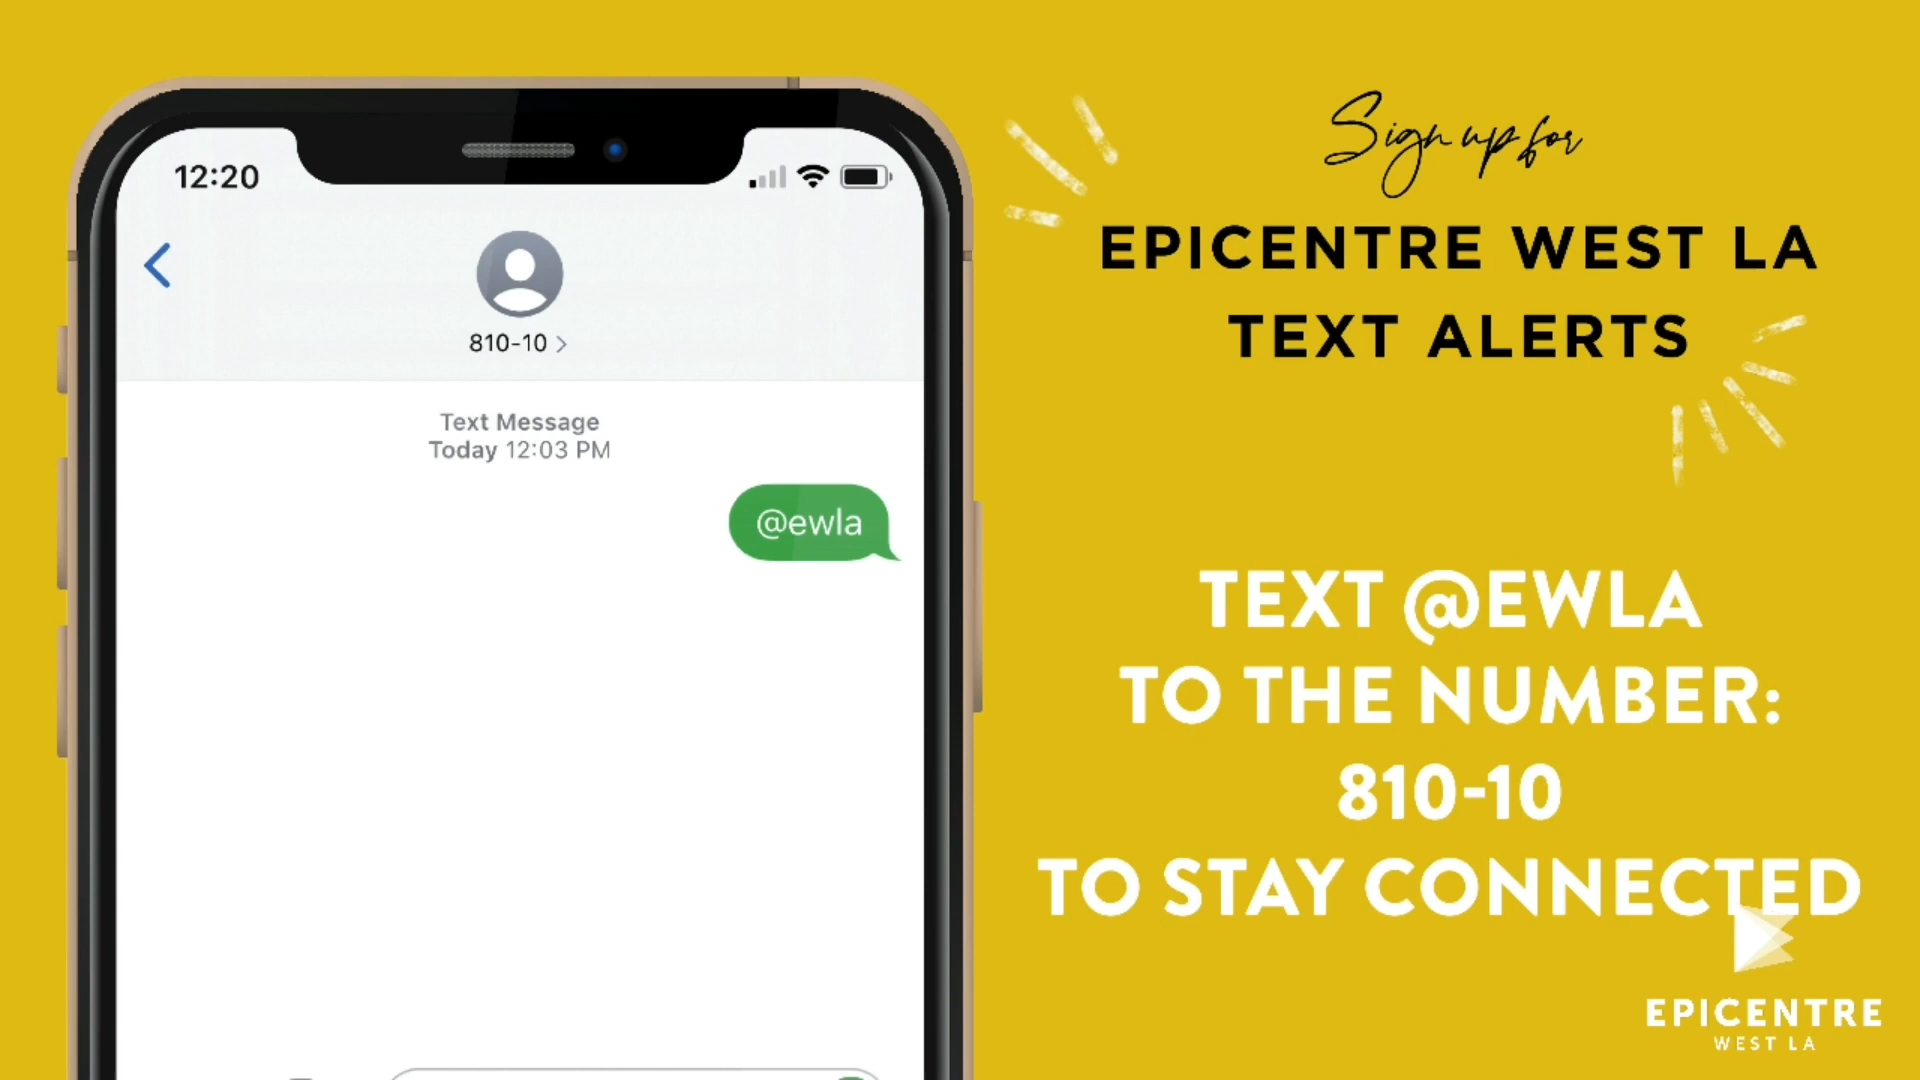 12:20
810-10
Text Message
Today 12:03 PM
@ewla
Sign up for
EPICENTRE WEST LA
TEXT ALERTS
TEXT @EWLA
TO THE NUMBER:
810-10
TO STAY CONNECTED
EPICENTRE
WEST LA